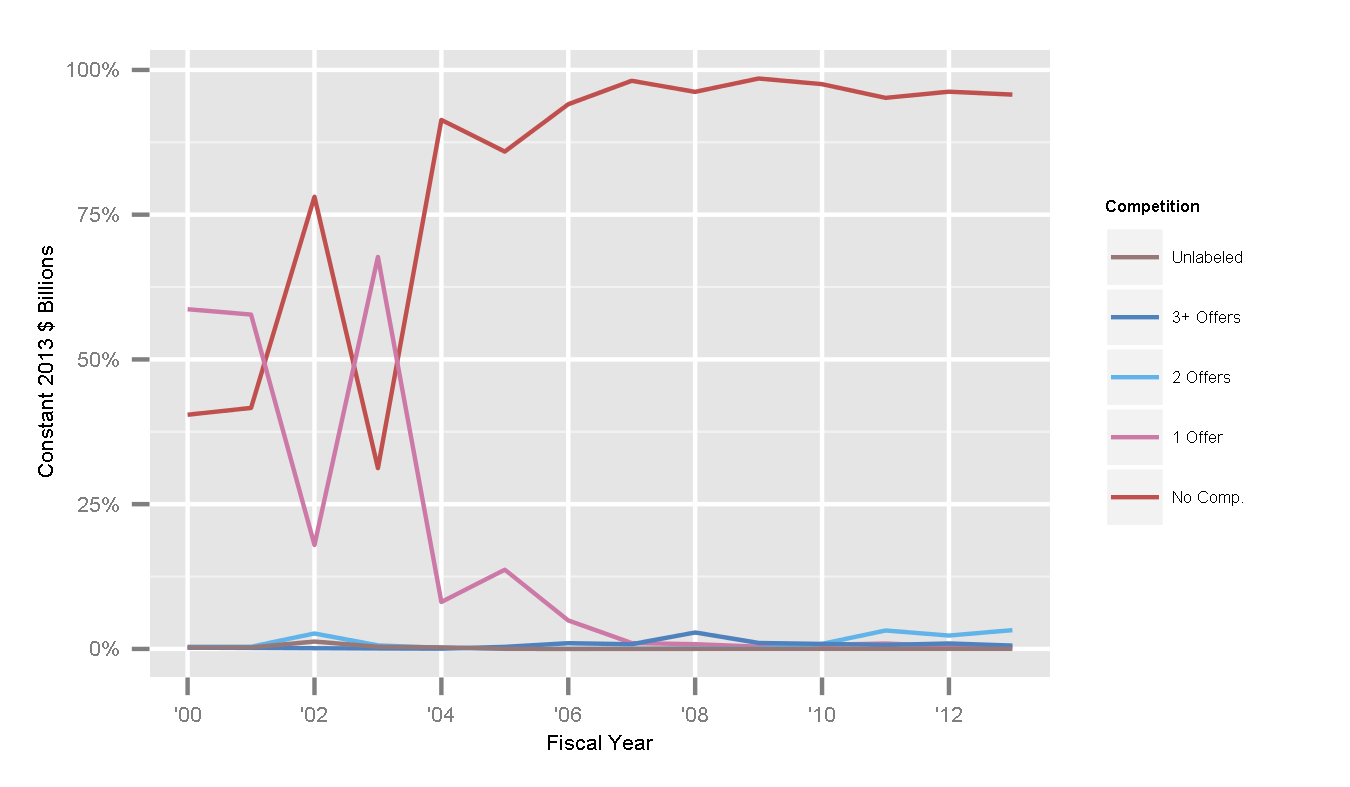 100%
75%
50%
25%
0%
Constant 2013 $ Billions
'00
'02
'04
'06
'08
'10
'12
Fiscal Year
Competition
Unlabeled
3+ Offers
2 Offers
1 Offer
No Comp.